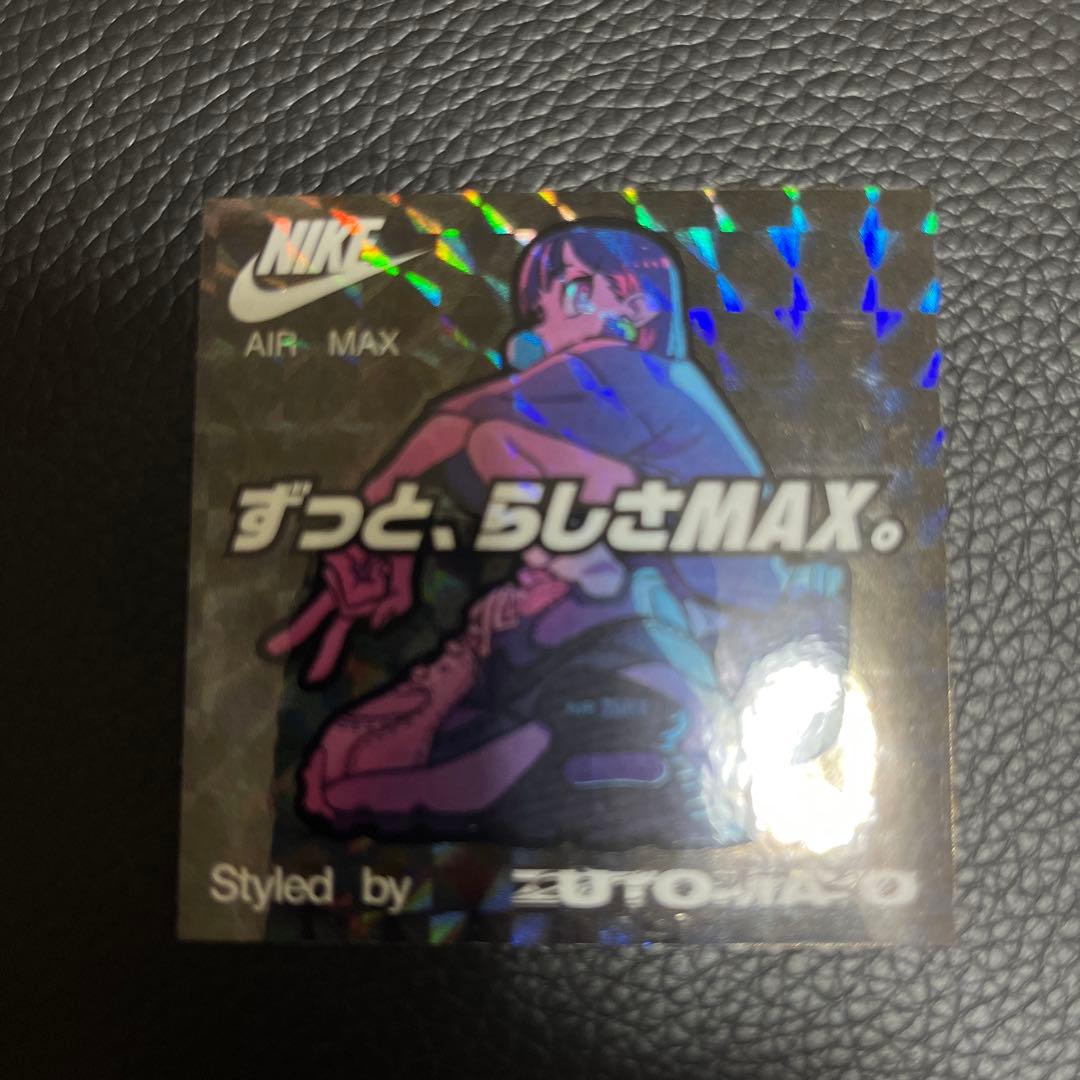 NIKE
AIR MAX
ずっと、らしさMAX。
Styled by ZUTOMAYO